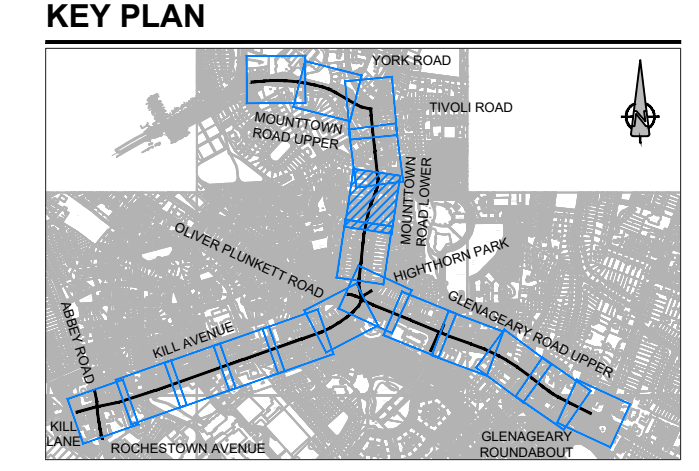 KEY PLAN
YORK ROAD
TIVOLI ROAD
MOUNTTOWN
ROAD UPPER
MOUNTTOWN
ROAD LOWER
OLIVER PLUNKETT ROAD
HIGHTHORN PARK
GLENAGEARY ROAD UPPER
ABBEY ROAD
KILL AVENUE
KILL
LANE
ROCHESTOWN AVENUE
GLENAGEARY
ROUNDABOUT